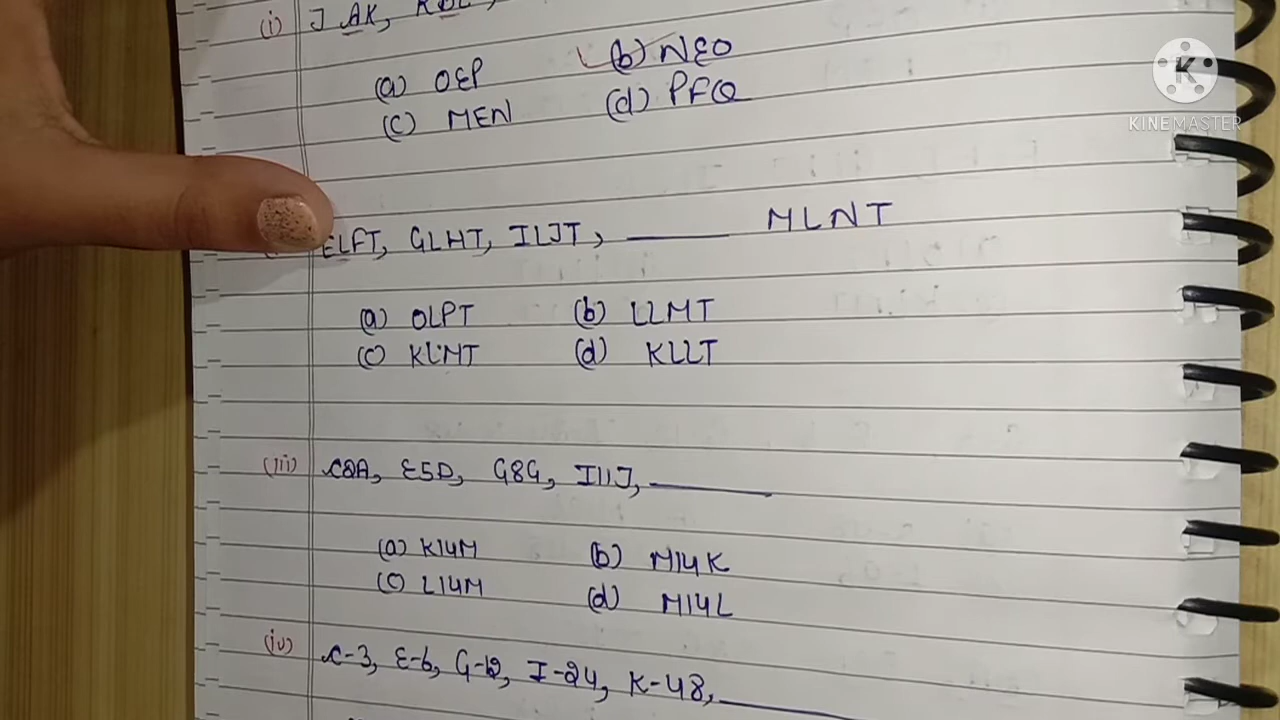 (i) J AK,
(a) OEP (b) NEO
(c) MEN (d) PFQ
K
KINEMASTER
ELFT, GLHT, ILJT, ______ MLNT
(a) OLPT (b) LLMT
(c) KLMT (d) KLLT
(iii) C2A, E5D, G8G, I11J, ______
(a) K14M (b) M14K
(c) L14M (d) M14L
(iv) C-3, E-6, G-12, I-24, K-48, ______